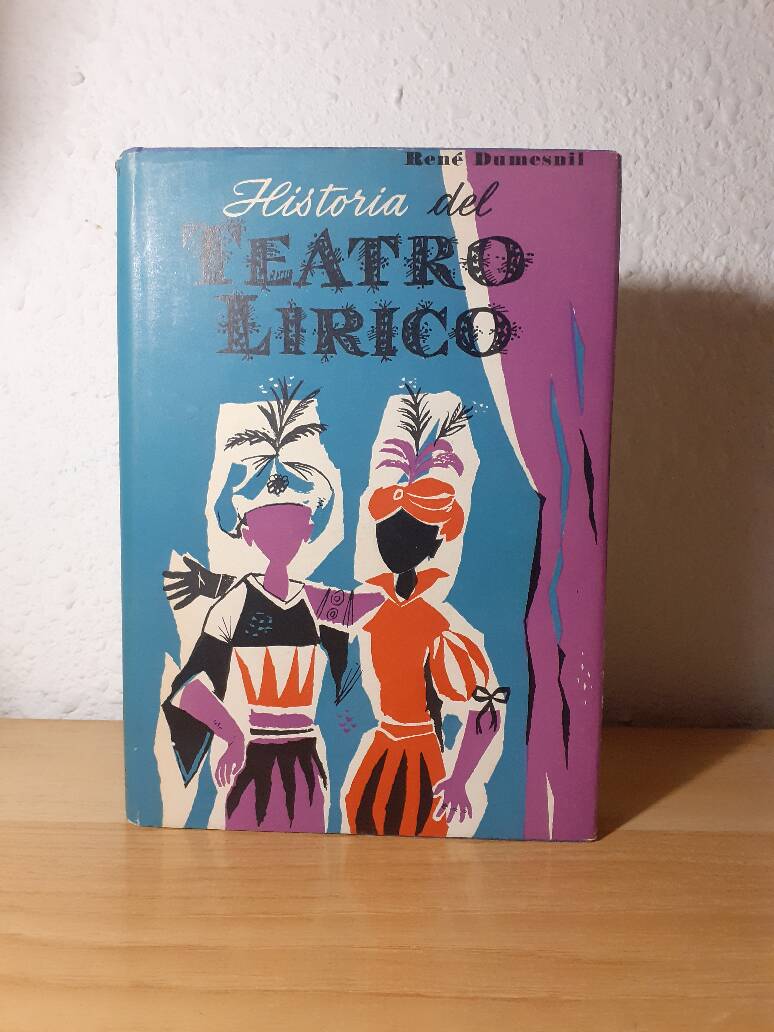 René Dumesnil
Historia del
TEATRO
LIRICO